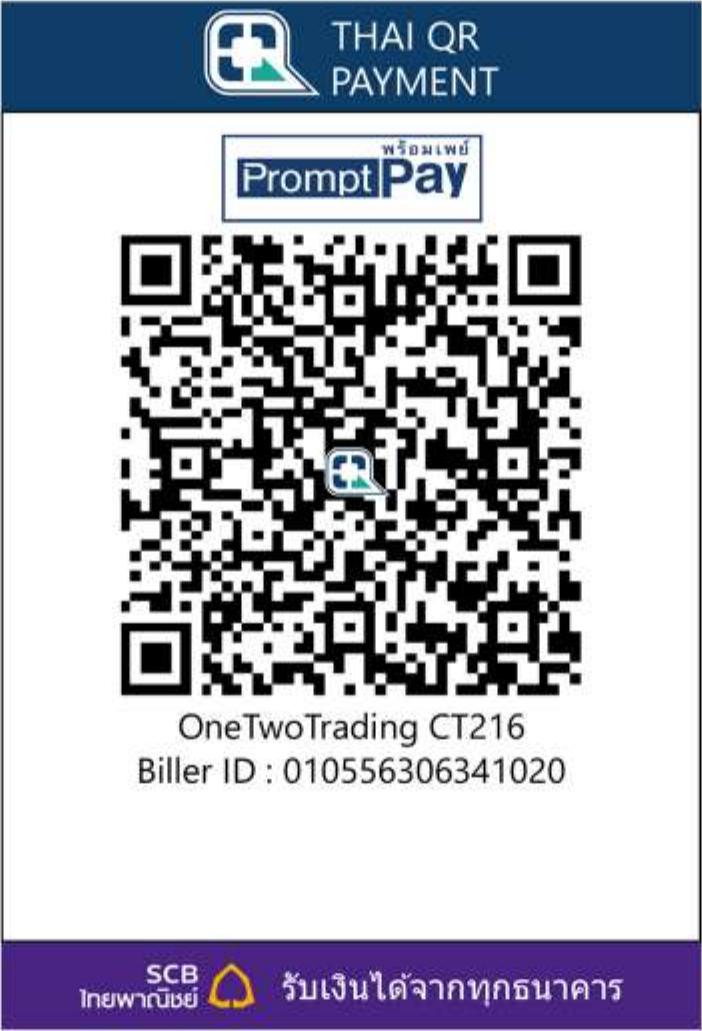 THAI QR
PAYMENT
พร้อมเพย์
PromptPay
OneTwoTrading CT216
Biller ID : 010556306341020
SCB
ไทยพาณิชย์
รับเงินได้จากทุกธนาคาร